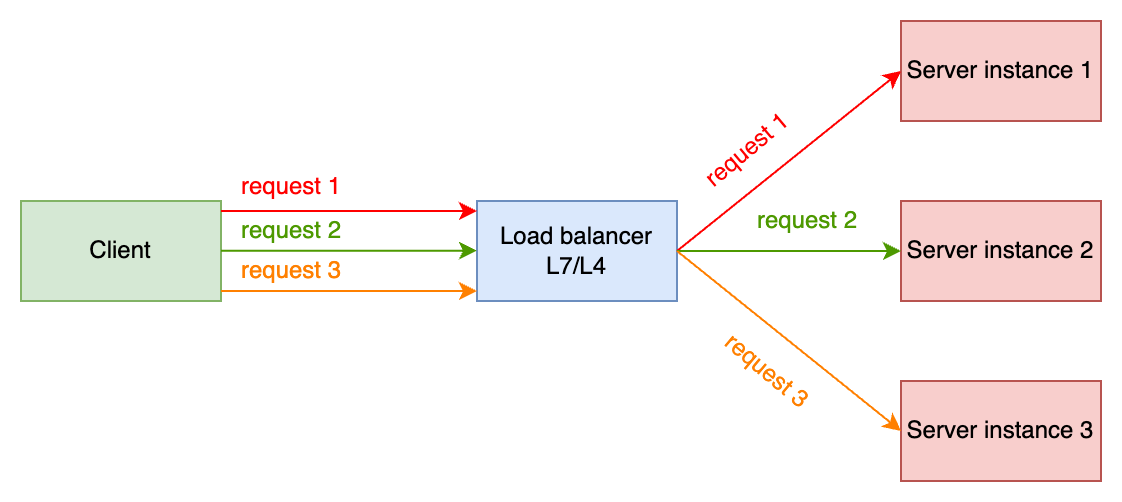 Server instance 1
request 1
request 1
request 2
request 2
Client
Load balancer
L7/L4
Server instance 2
request 3
request 3
Server instance 3